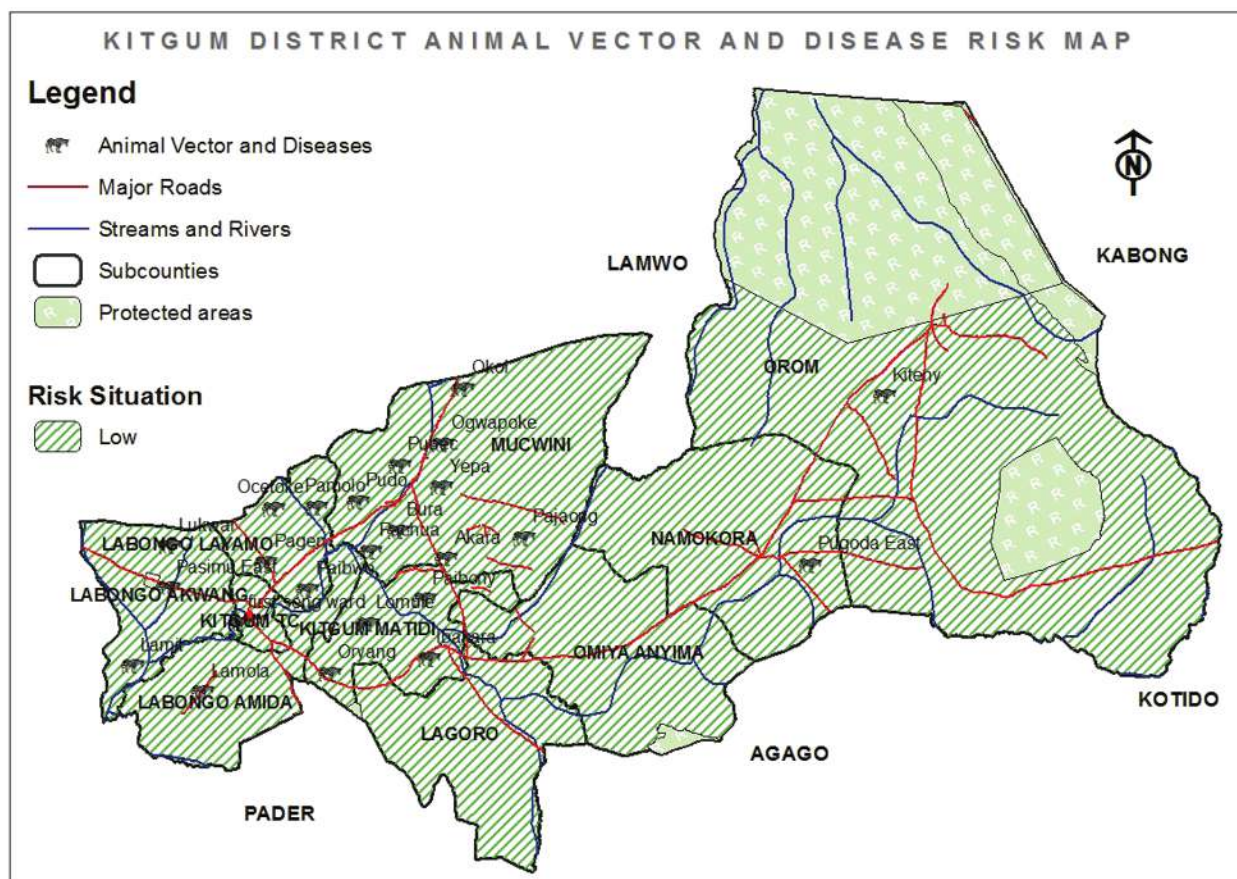 KITGUM DISTRICT ANIMAL VECTOR AND DISEASE RISK MAP
Legend
Animal Vector and Diseases
Major Roads
Streams and Rivers
Subcounties
Protected areas
Risk Situation
Low
LAMWO
KABONG
Okol
OROM
Kiteny
Ogwapoke
MUCWINI
Yepa
Pudo
Pamolo
Ocetoke
Bura
Pajaong
Akara
NAMOKORA
Pugoda East
LABONGO LAYAMO
Pagen
Pasimu East
Paibony
LABONGO AKWANG
Lomule
KITGUM TC
KITGUM MATIDI
Oryang
OMIYA ANYIMA
Lamit
Lamola
LABONGO AMIDA
LAGORO
KOTIDO
AGAGO
PADER
N